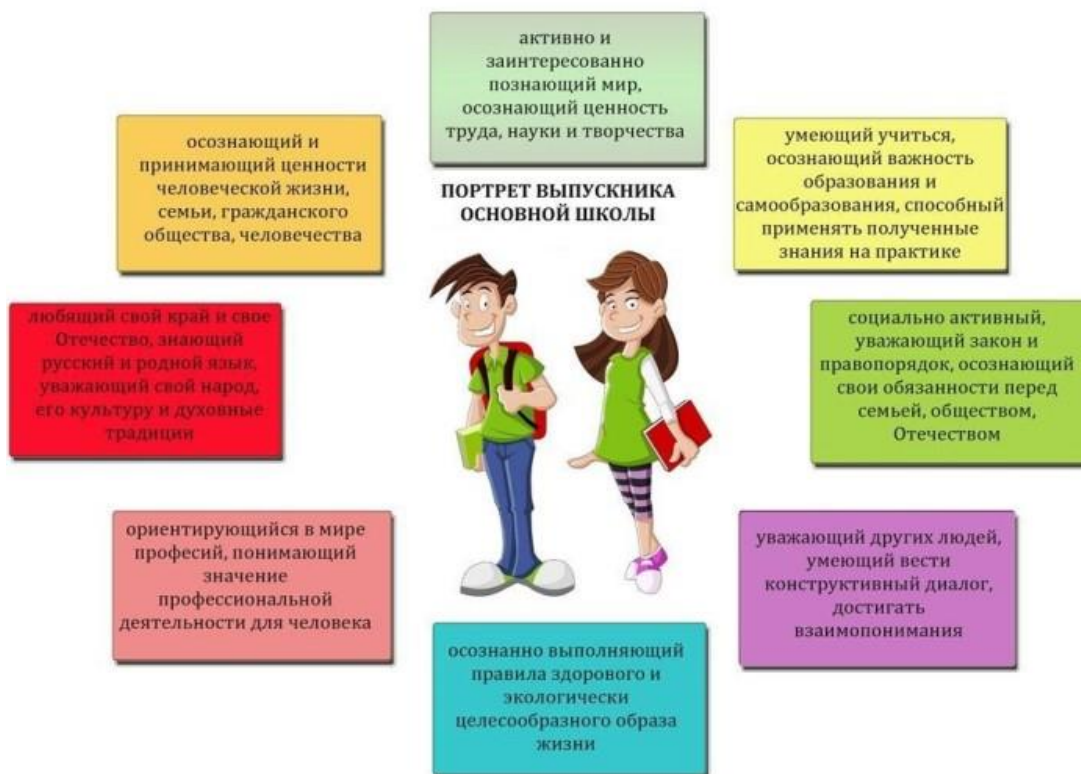 активно и
заинтересованно
познающий мир,
осознающий ценность
труда, науки и творчества
осознающий и
принимающий ценности
человеческой жизни,
семьи, гражданского
общества, человечества
ПОРТРЕТ ВЫПУСКНИКА
ОСНОВНОЙ ШКОЛЫ
умеющий учиться,
осознающий важность
образования и
самообразования, способный
применять полученные
знания на практике
любящий свой край и свое
Отечество, знающий
русский и родной язык,
уважающий свой народ,
его культуру и духовные
традиции
социально активный,
уважающий закон и
правопорядок, осознающий
свои обязанности перед
семьей, обществом,
Отечеством
ориентирующийся в мире
професий, понимающий
значение
профессиональной
деятельности для человека
уважающий других людей,
умеющий вести
конструктивный диалог,
достигать
взаимопонимания
осознанно выполняющий
правила здорового и
экологически
целесообразного образа
жизни